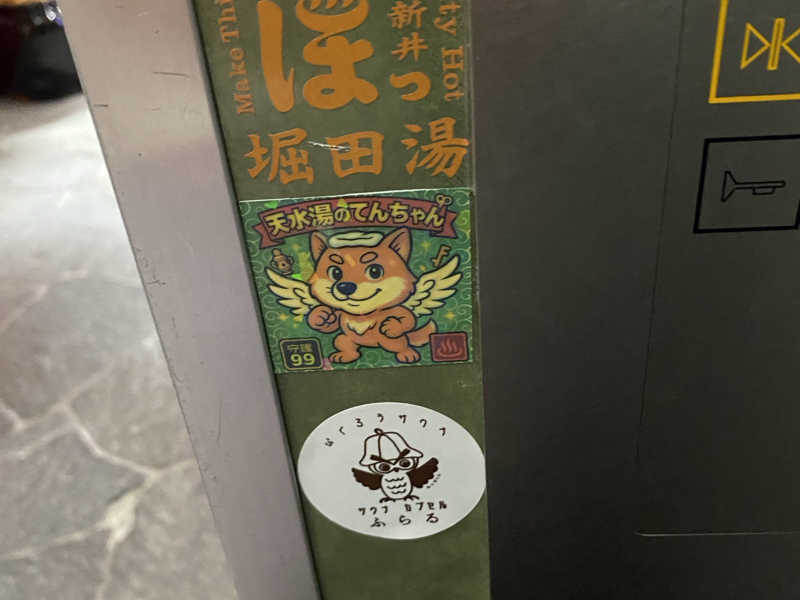 Make Thi
ぽっ
新井
ty Hot
堀田湯
天水湯のてんちゃん
守護
99
ふくろうサウナ
サウナ カプセル
ふらる